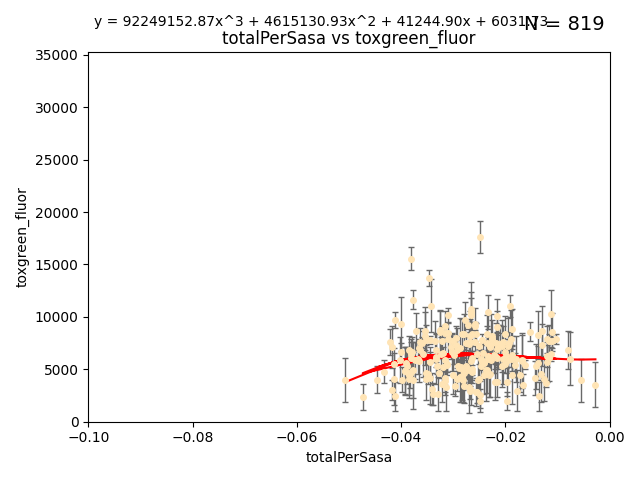 y = 92249152.87x^3 + 4615130.93x^2 + 41244.90x + 6031.73
N = 819
totalPerSasa vs toxgreen_fluor
35000
30000
25000
20000
15000
10000
5000
0
toxgreen_fluor
−0.10
−0.08
−0.06
−0.04
−0.02
0.00
totalPerSasa